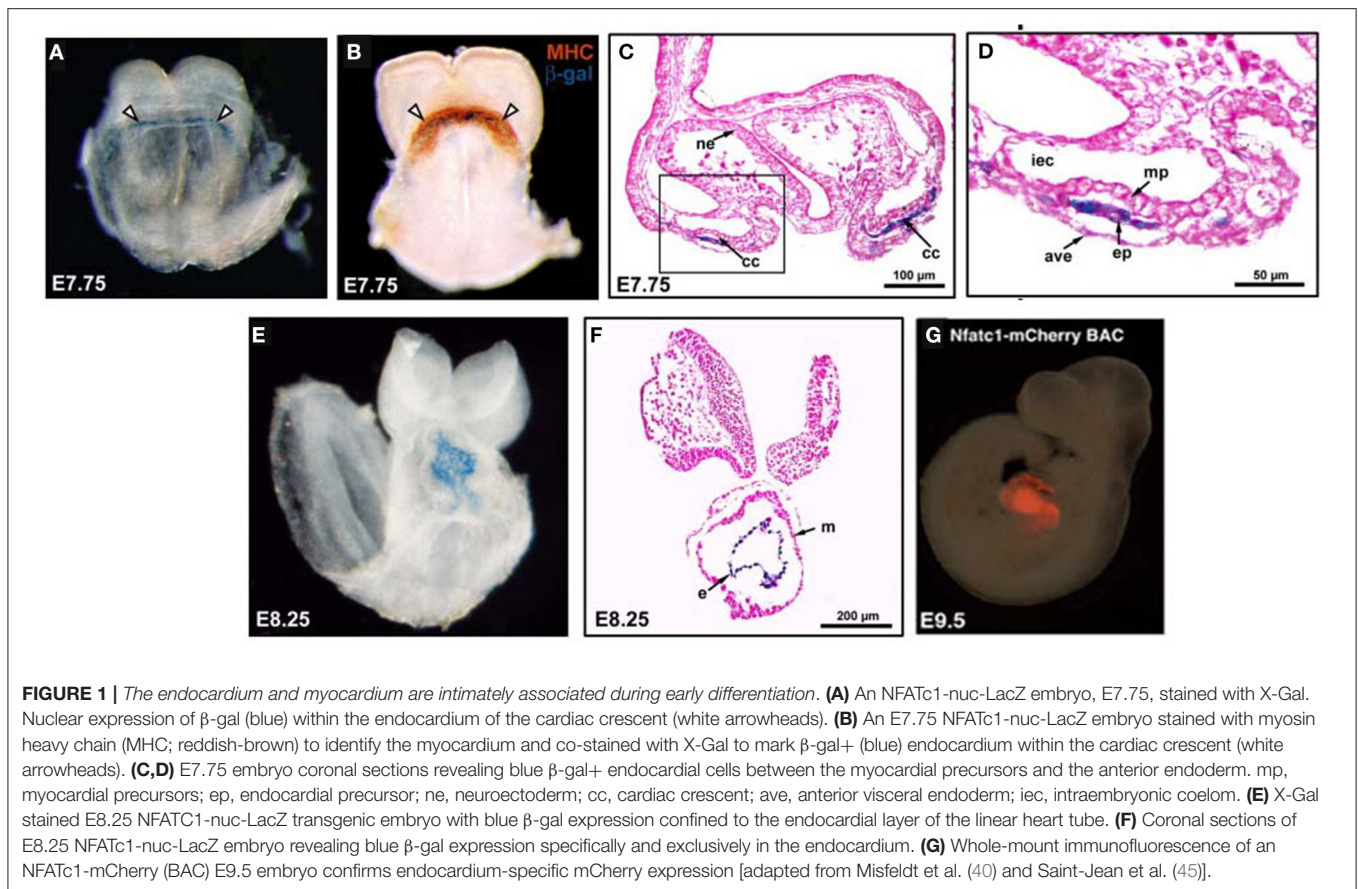 A
E7.75
B
MHC
β-gal
E7.75
C
ne
cc
cc
E7.75
100 µm
D
iec
mp
ave
ep
50 µm
E
E8.25
F
m
e
E8.25
200 µm
G Nfatc1-mCherry BAC
E9.5
FIGURE 1 | The endocardium and myocardium are intimately associated during early differentiation. (A) An NFATc1-nuc-LacZ embryo, E7.75, stained with X-Gal.
Nuclear expression of β-gal (blue) within the endocardium of the cardiac crescent (white arrowheads). (B) An E7.75 NFATc1-nuc-LacZ embryo stained with myosin
heavy chain (MHC; reddish-brown) to identify the myocardium and co-stained with X-Gal to mark β-gal+ (blue) endocardium within the cardiac crescent (white
arrowheads). (C,D) E7.75 embryo coronal sections revealing blue β-gal+ endocardial cells between the myocardial precursors and the anterior endoderm. mp,
myocardial precursors; ep, endocardial precursor; ne, neuroectoderm; cc, cardiac crescent; ave, anterior visceral endoderm; iec, intraembryonic coelom. (E) X-Gal
stained E8.25 NFATC1-nuc-LacZ transgenic embryo with blue β-gal expression confined to the endocardial layer of the linear heart tube. (F) Coronal sections of
E8.25 NFATc1-nuc-LacZ embryo revealing blue β-gal expression specifically and exclusively in the endocardium. (G) Whole-mount immunofluorescence of an
NFATc1-mCherry (BAC) E9.5 embryo confirms endocardium-specific mCherry expression [adapted from Misfeldt et al. (40) and Saint-Jean et al. (45)].